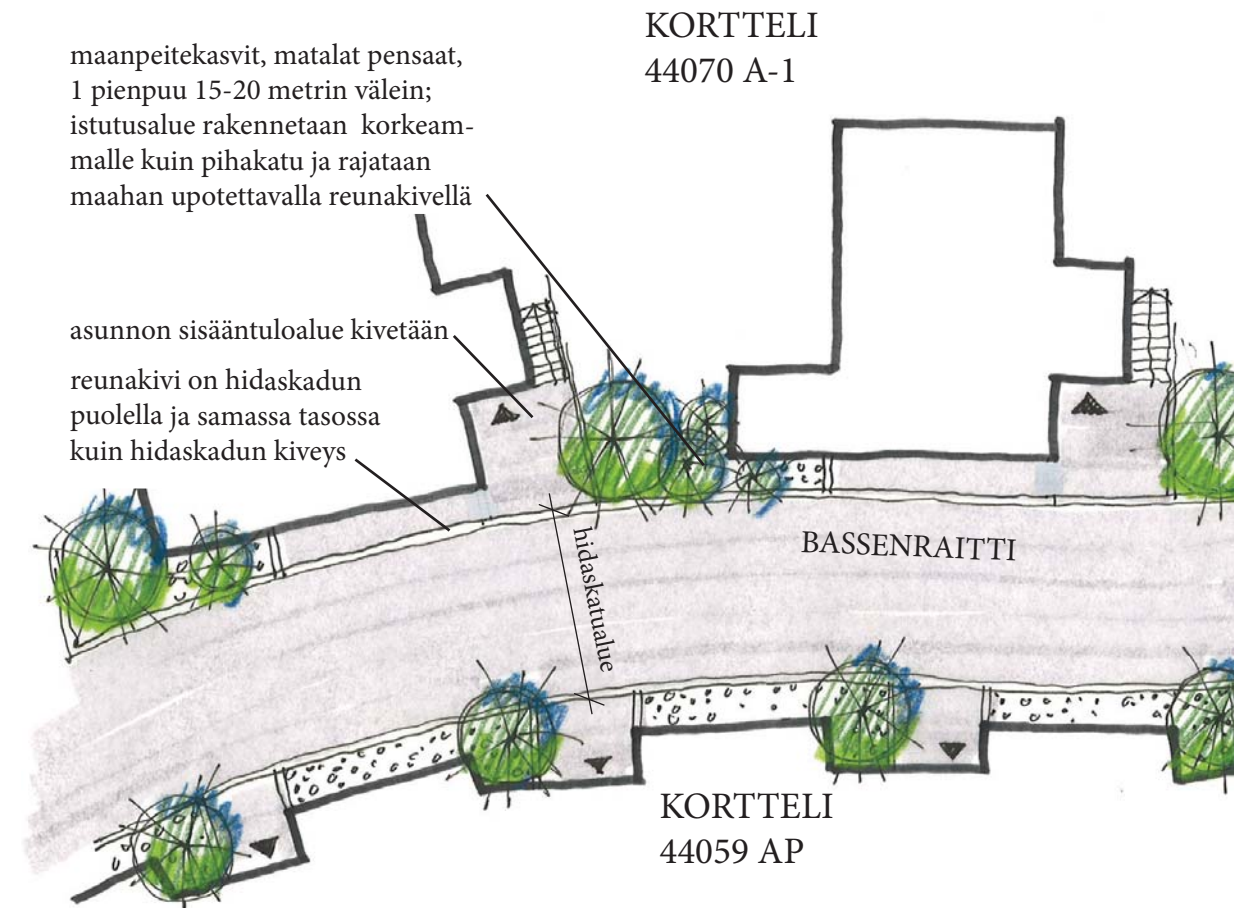 KORTTELI
44070 A-1
maanpeitekasvit, matalat pensaat,
1 pienpuu 15-20 metrin välein;
istutusalue rakennetaan korkeam-
malle kuin pihakatu ja rajataan
maahan upotettavalla reunakivellä
asunnon sisääntuloalue kivetään
reunakivi on hidaskadun
puolella ja samassa tasossa
kuin hidaskadun kiveys
hidaskatualue
BASSENRAITTI
KORTTELI
44059 AP